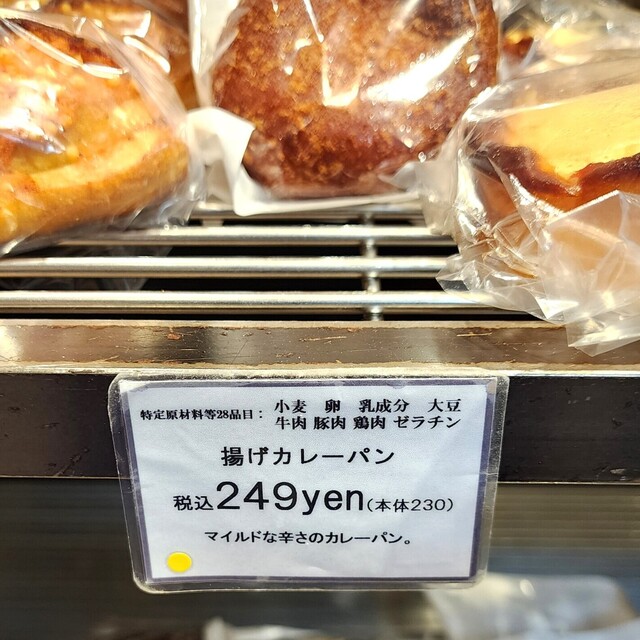 特定原材料等28品目： 小麦 卵 乳成分 大豆
牛肉 豚肉 鶏肉 ゼラチン
揚げカレーパン
税込249yen(本体230)
マイルドな辛さのカレーパン。